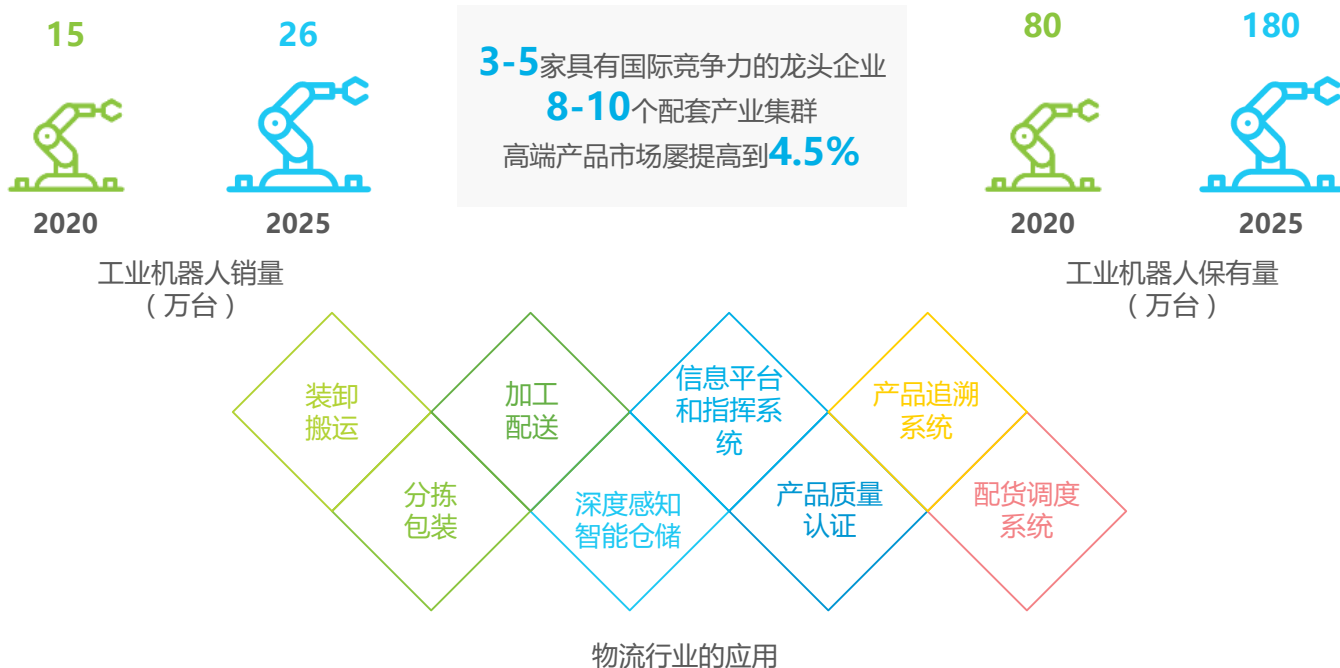 15
26
2020
2025
工业机器人销量
（万台）
3-5家具有国际竞争力的龙头企业
8-10个配套产业集群
高端产品市场屡提高到4.5%
80
180
2020
2025
工业机器人保有量
（万台）
装卸
搬运
分拣
包装
加工
配送
深度感知
智能仓储
信息平台
和指挥系
统
产品质量
认证
产品追溯
系统
配货调度
系统
物流行业的应用